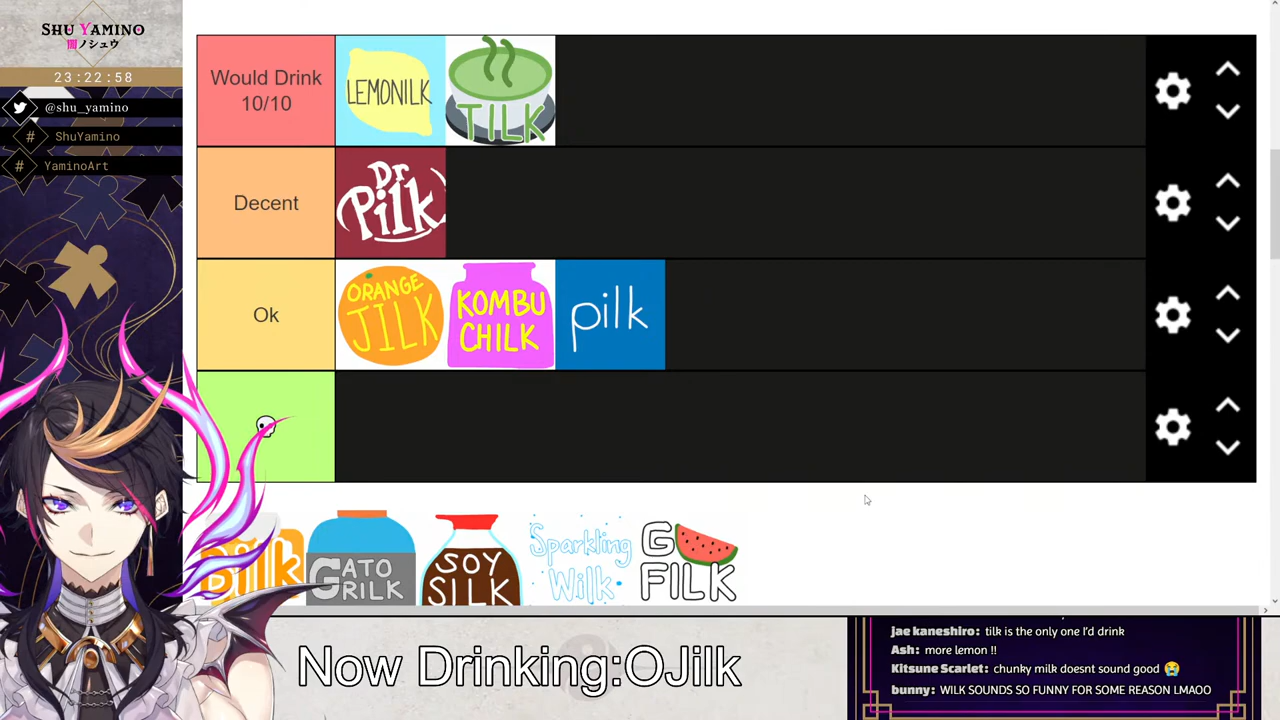 SHU YAMINO
闇ノシュウ
23:22:58
@shu_yamino
# ShuYamino
# YaminoArt
Would Drink
10/10
LEMONILK
TILK
Decent
Dr
Pilk
Ok
ORANGE
JILK
KOMBU
CHILK
pilk
Bilk
GATO
GRILK
SOY
SILK
Sparkling
Wilk
G
FILK
Now Drinking:OJilk
jae kaneshiro: tilk is the only one I'd drink
Ash: more lemon !!
Kitsune Scarlet: chunky milk doesnt sound good 😭
bunny: WILK SOUNDS SO FUNNY FOR SOME REASON LMAOO